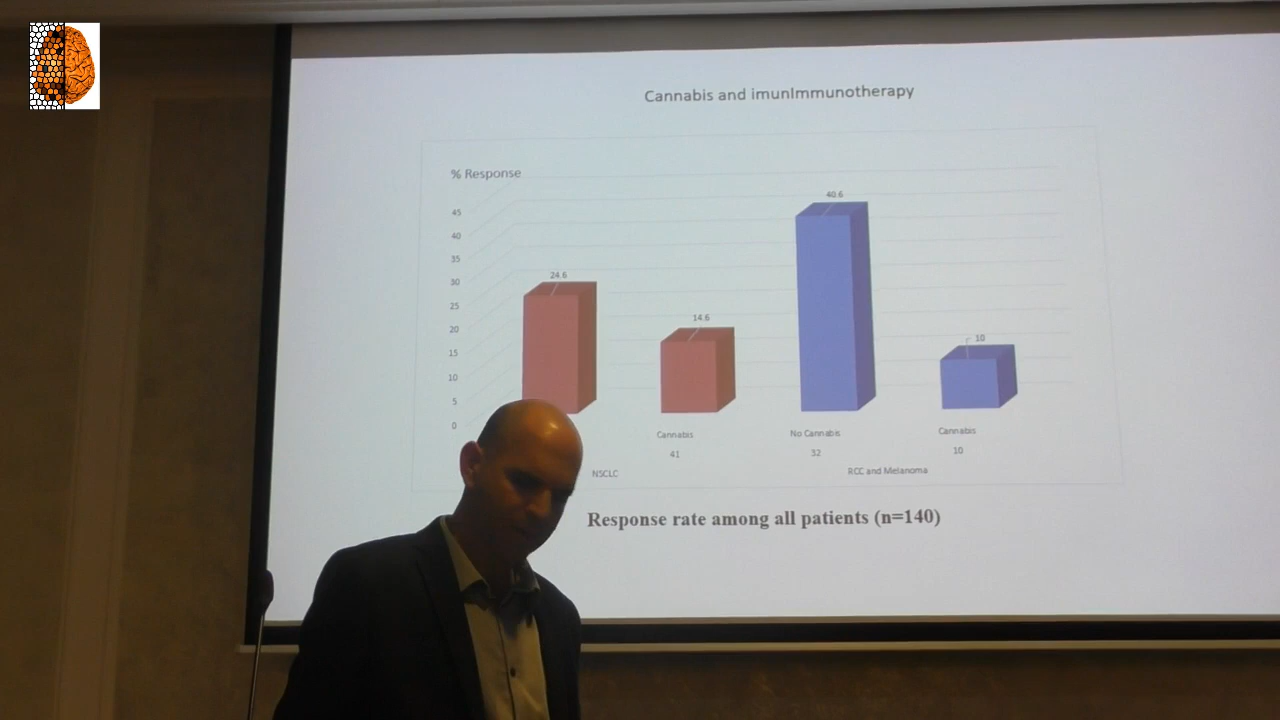 Cannabis and imunImmunotherapy
% Response
45
40
35
30
25
20
15
10
5
0
24.6
14.6
40.6
10
Cannabis
No Cannabis
Cannabis
41
32
10
NSCLC
RCC and Melanoma
Response rate among all patients (n=140)